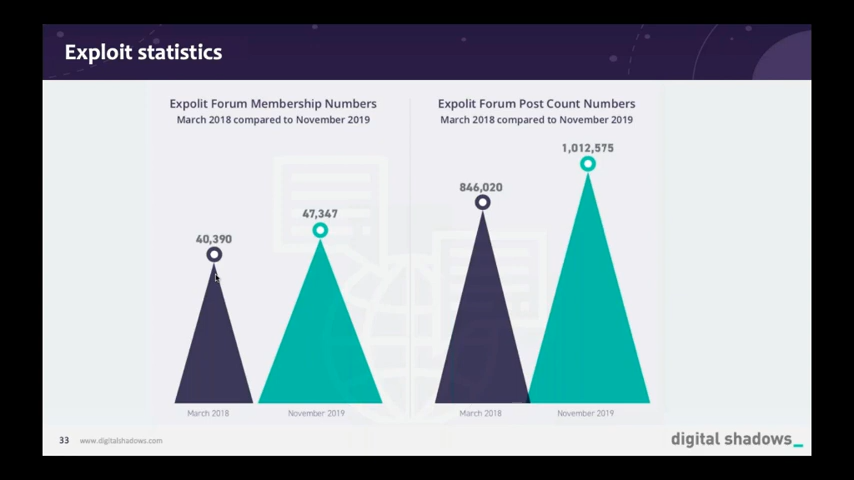 Exploit statistics
Expolit Forum Membership Numbers
March 2018 compared to November 2019
40,390
47,347
March 2018
November 2019
Expolit Forum Post Count Numbers
March 2018 compared to November 2019
846,020
1,012,575
March 2018
November 2019
33 www.digitalshadows.com
digital shadows_